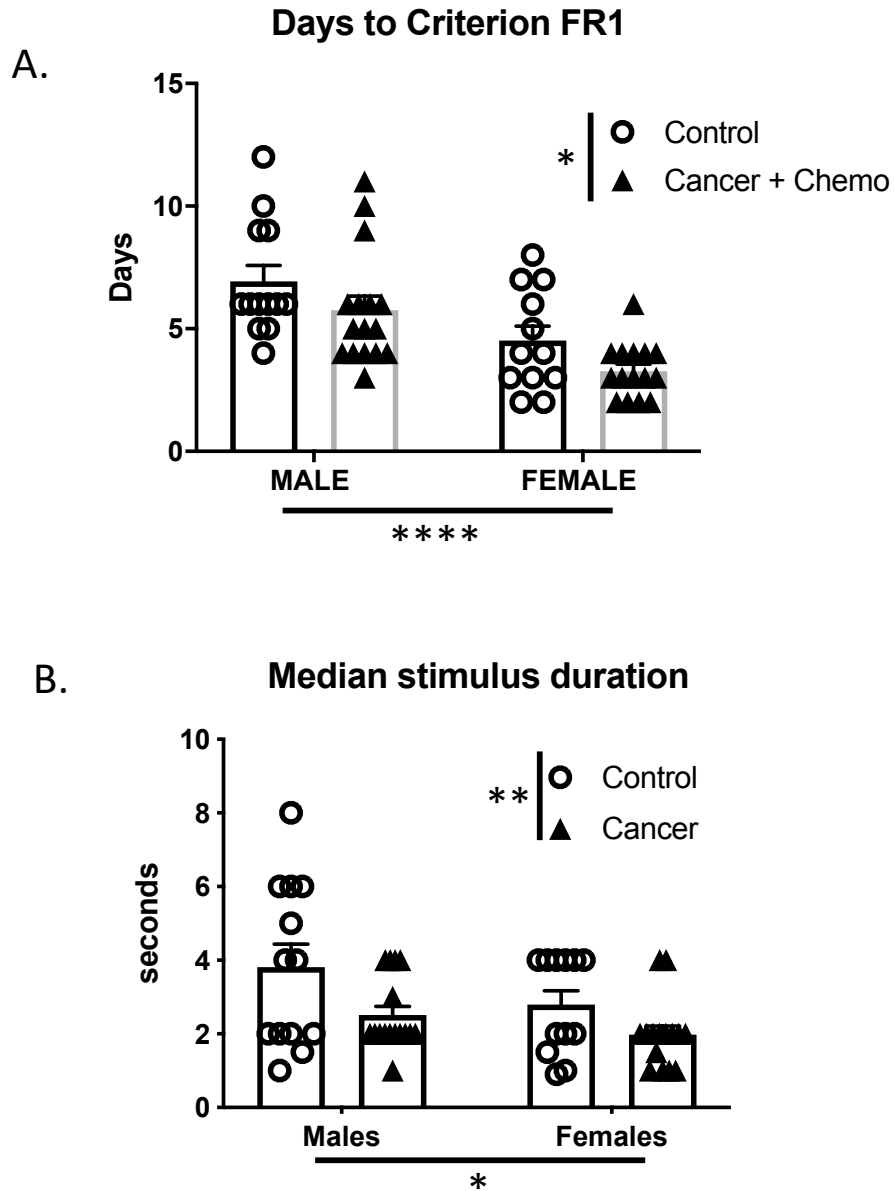 Days to Criterion FR1
A.
15
10
5
0
Days
* Control
Cancer + Chemo
MALE FEMALE
****
B.
Median stimulus duration
10
8
6
4
2
0
seconds
** Control
Cancer
Males Females
*